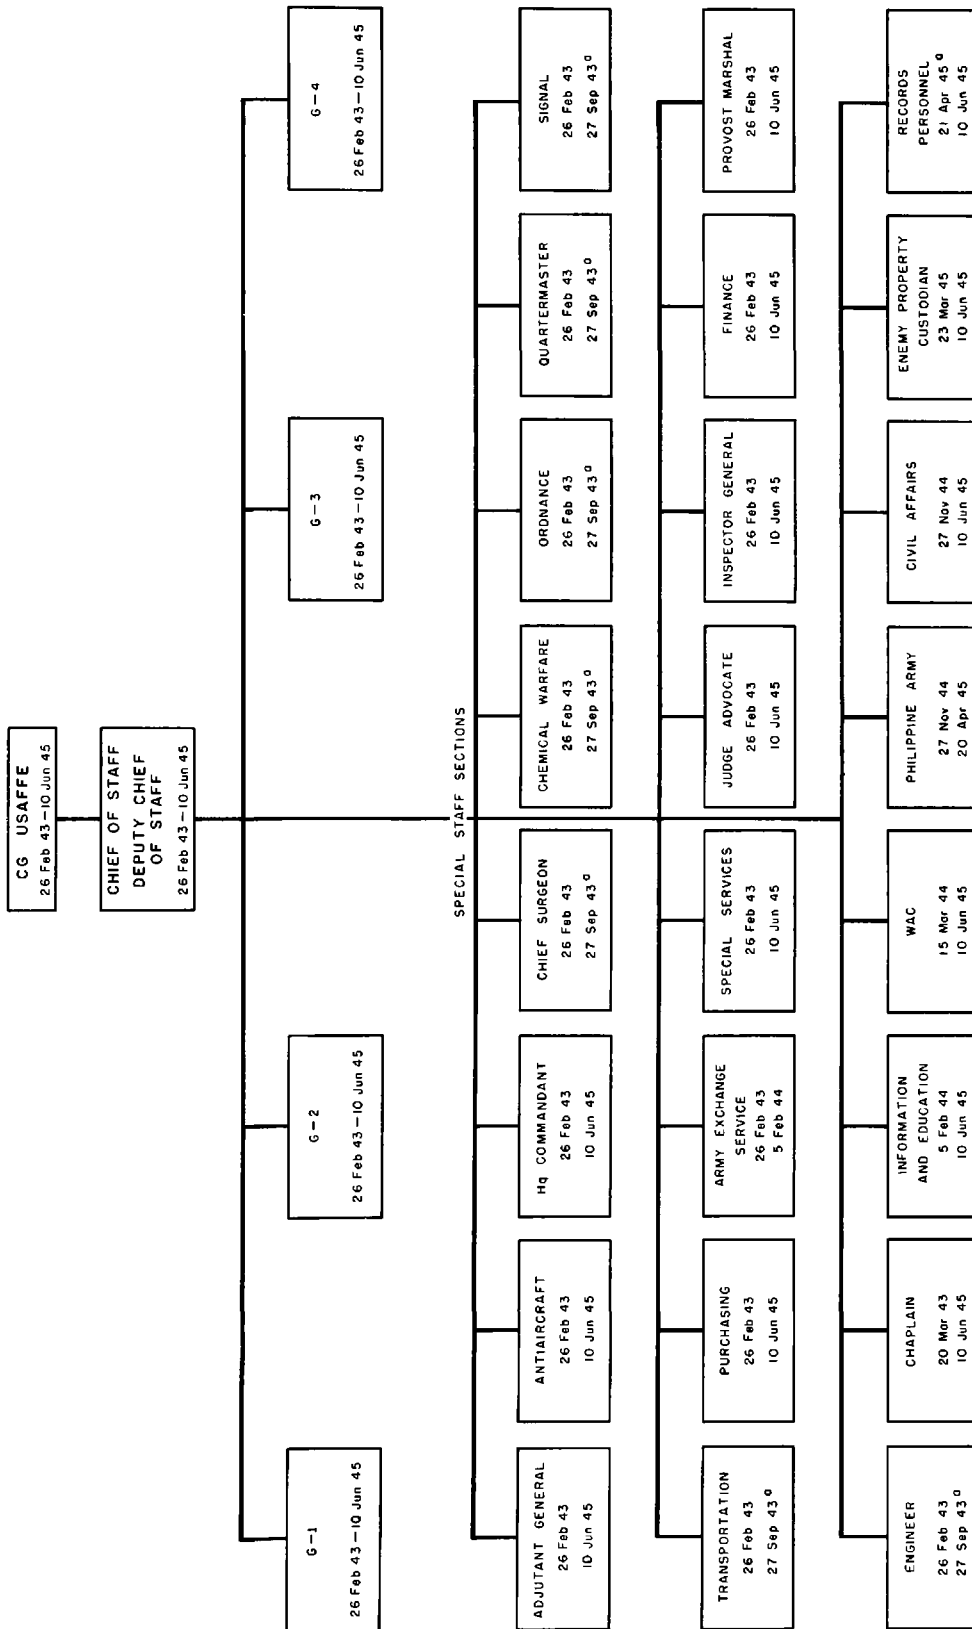 CG USAFFE
26 Feb 43—10 Jun 45
CHIEF OF STAFF
DEPUTY CHIEF
OF STAFF
26 Feb 43—10 Jun 45
G-1
26 Feb 43—10 Jun 45
G-2
26 Feb 43—10 Jun 45
G-3
26 Feb 43—10 Jun 45
G-4
26 Feb 43—10 Jun 45
SPECIAL STAFF SECTIONS
ADJUTANT GENERAL
26 Feb 43
10 Jun 45
ANTIAIRCRAFT
26 Feb 43
10 Jun 45
Hq COMMANDANT
26 Feb 43
10 Jun 45
CHIEF SURGEON
26 Feb 43
27 Sep 43 a
CHEMICAL WARFARE
26 Feb 43
27 Sep 43 a
ORDNANCE
26 Feb 43
27 Sep 43 a
QUARTERMASTER
26 Feb 43
27 Sep 43 a
SIGNAL
26 Feb 43
27 Sep 43 a
TRANSPORTATION
26 Feb 43
27 Sep 43 a
PURCHASING
26 Feb 43
10 Jun 45
ARMY EXCHANGE
SERVICE
26 Feb 43
5 Feb 44
SPECIAL SERVICES
26 Feb 43
10 Jun 45
JUDGE ADVOCATE
26 Feb 43
10 Jun 45
INSPECTOR GENERAL
26 Feb 43
10 Jun 45
FINANCE
26 Feb 43
10 Jun 45
PROVOST MARSHAL
26 Feb 43
10 Jun 45
ENGINEER
26 Feb 43
27 Sep 43 a
CHAPLAIN
20 Mar 43
10 Jun 45
INFORMATION
AND EDUCATION
5 Feb 44
10 Jun 45
WAC
15 Mar 44
10 Jun 45
PHILIPPINE ARMY
27 Nov 44
20 Apr 45
CIVIL AFFAIRS
27 Nov 44
10 Jun 45
ENEMY PROPERTY
CUSTODIAN
23 Mar 45
10 Jun 45
RECORDS
PERSONNEL
21 Apr 45 a
10 Jun 45